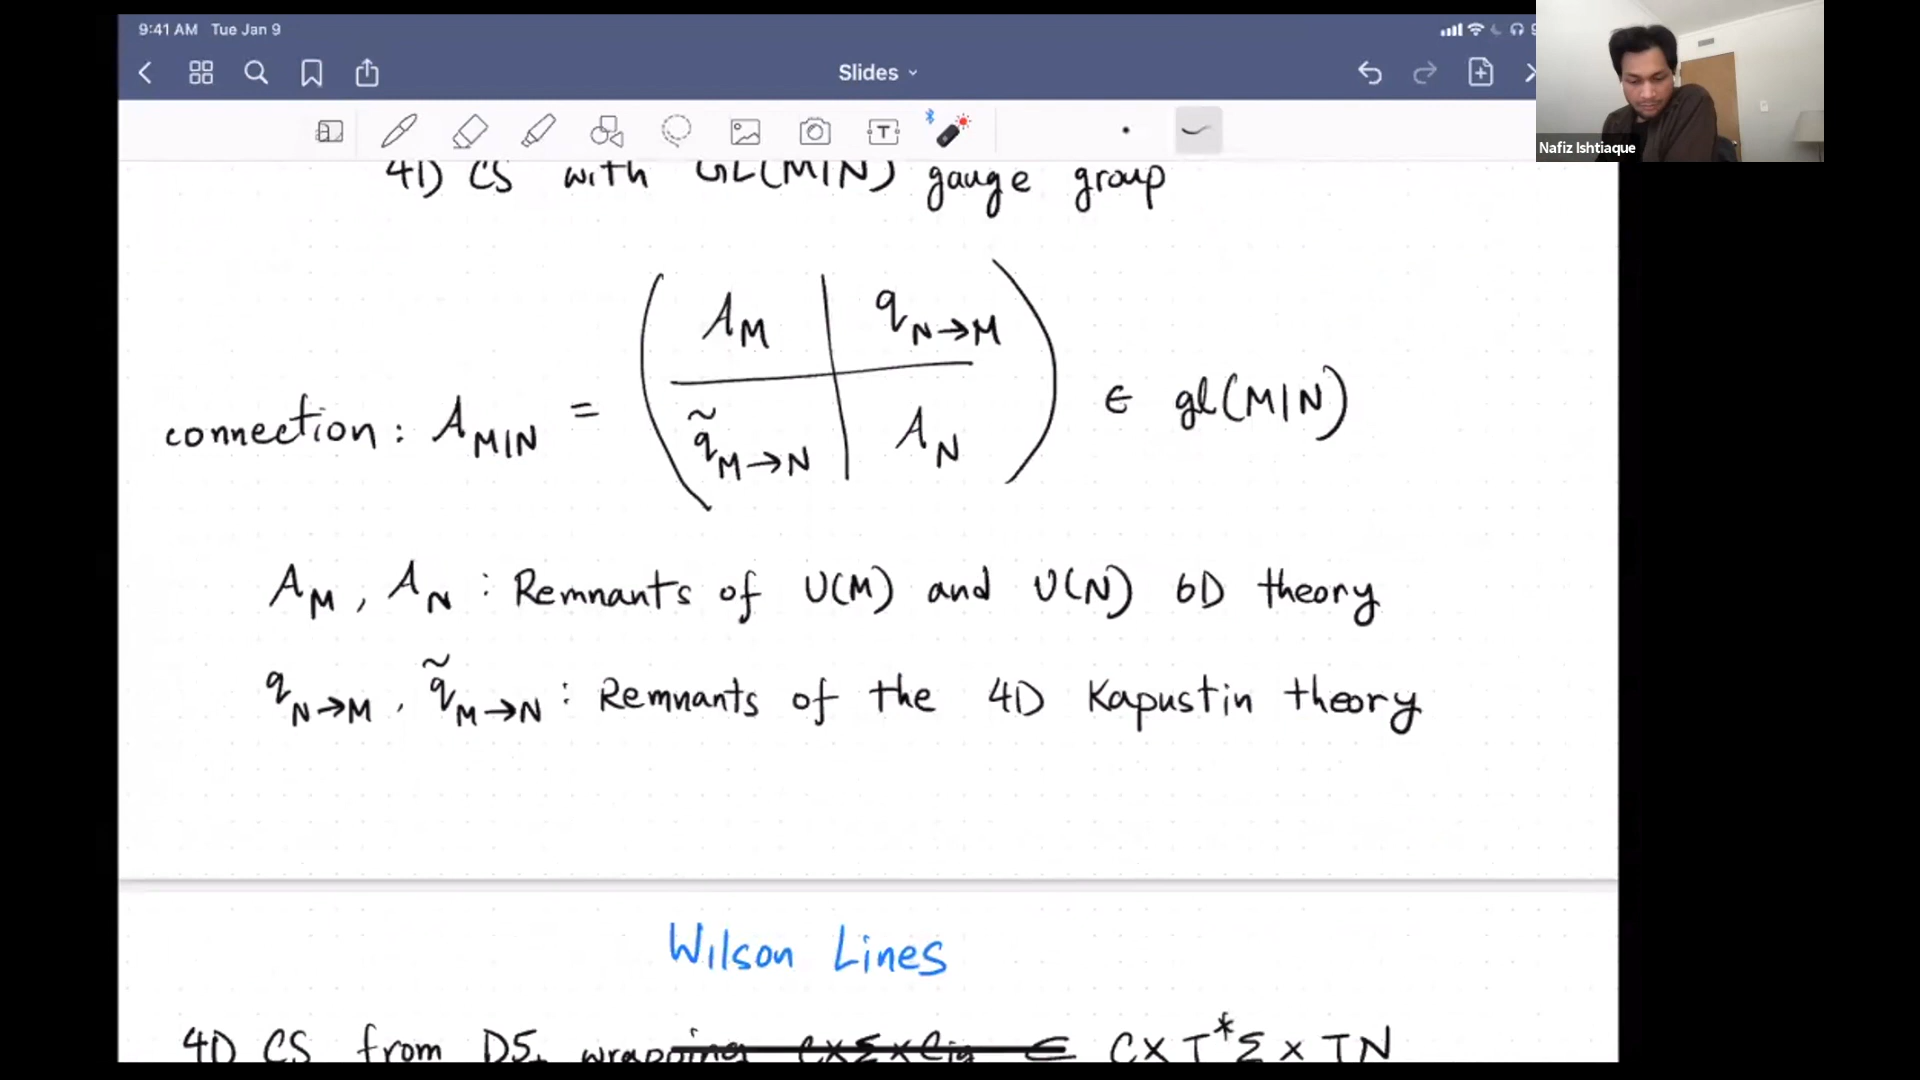 9:41 AM Tue Jan 9
Slides
Nafiz Ishtiaque
4D CS with GL(M|N) gauge group
connection: A_{M|N} = ( A_M | q_{N→M} ; q̃_{M→N} | A_N ) ∈ gl(M|N)
A_M, A_N : Remnants of U(M) and U(N) 6D theory
q_{N→M}, q̃_{M→N} : Remnants of the 4D Kapustin theory
Wilson Lines
4D CS from D5 wrapping C×Σ× ∈ C×T*Σ×TN